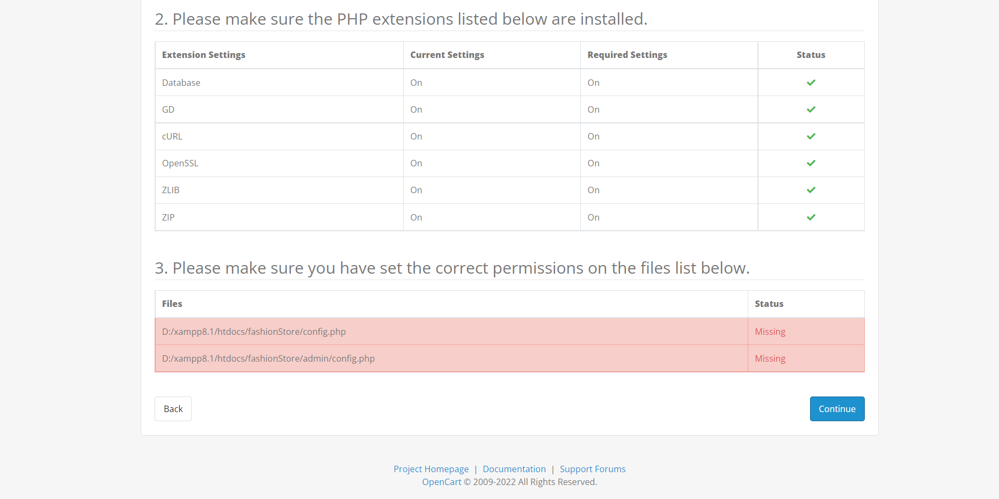 2. Please make sure the PHP extensions listed below are installed.
Extension Settings Current Settings Required Settings Status
Database On On
GD On On
cURL On On
OpenSSL On On
ZLIB On On
ZIP On On
3. Please make sure you have set the correct permissions on the files list below.
Files Status
D:/xampp8.1/htdocs/fashionStore/config.php Missing
D:/xampp8.1/htdocs/fashionStore/admin/config.php Missing
Back Continue
Project Homepage | Documentation | Support Forums
OpenCart © 2009-2022 All Rights Reserved.